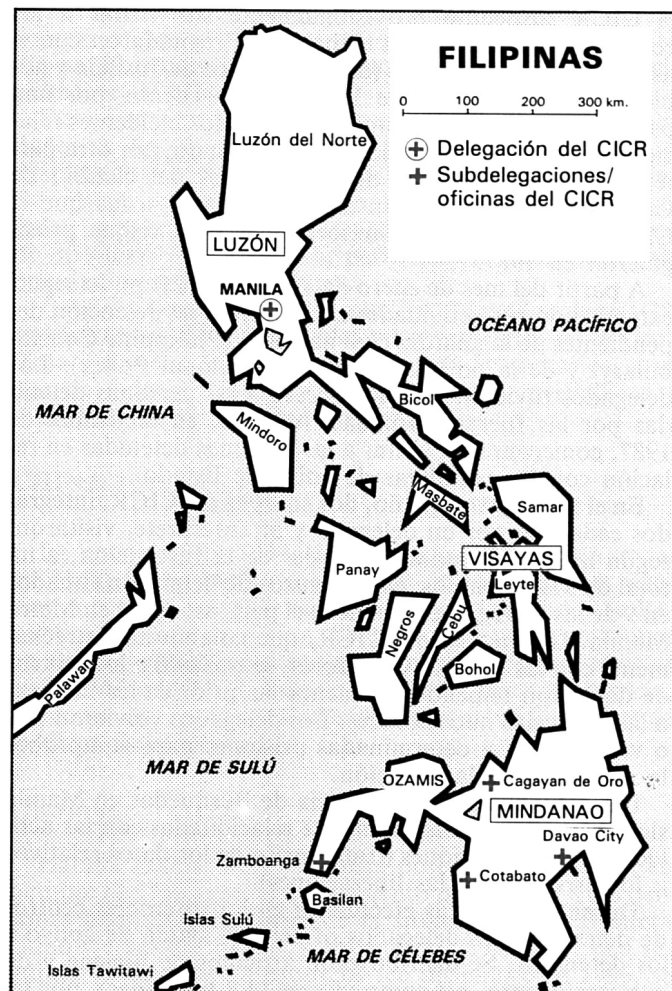 FILIPINAS
0 100 200 300 km.
Delegación del CICR
Subdelegaciones/
oficinas del CICR
Luzón del Norte
LUZÓN
MANILA
OCÉANO PACÍFICO
MAR DE CHINA
Bicol
Mindoro
Masbate
Samar
VISAYAS
Panay
Leyte
Negros
Cebu
Bohol
Palawan
MAR DE SULÚ
OZAMIS
Cagayan de Oro
MINDANAO
Davao City
Zamboanga
Cotabato
Basilan
Islas Sulú
MAR DE CÉLEBES
Islas Tawitawi